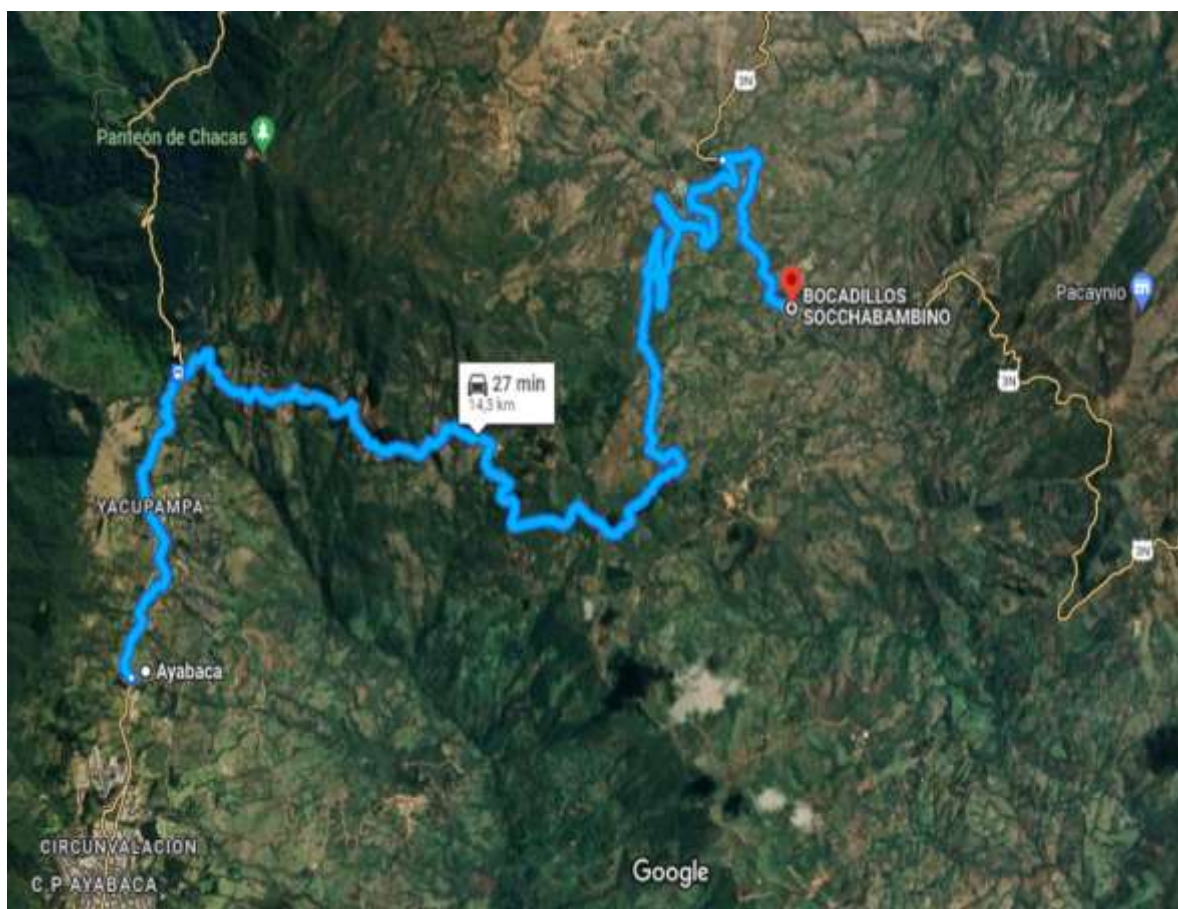 3N
Panteón de Chacas
BOCADILLOS
SOCCHABAMBINO
Pacaynio
27 min
14,3 km
3N
YACUPAMPA
3N
Ayabaca
CIRCUNVALACION
C.P AYABACA
Google